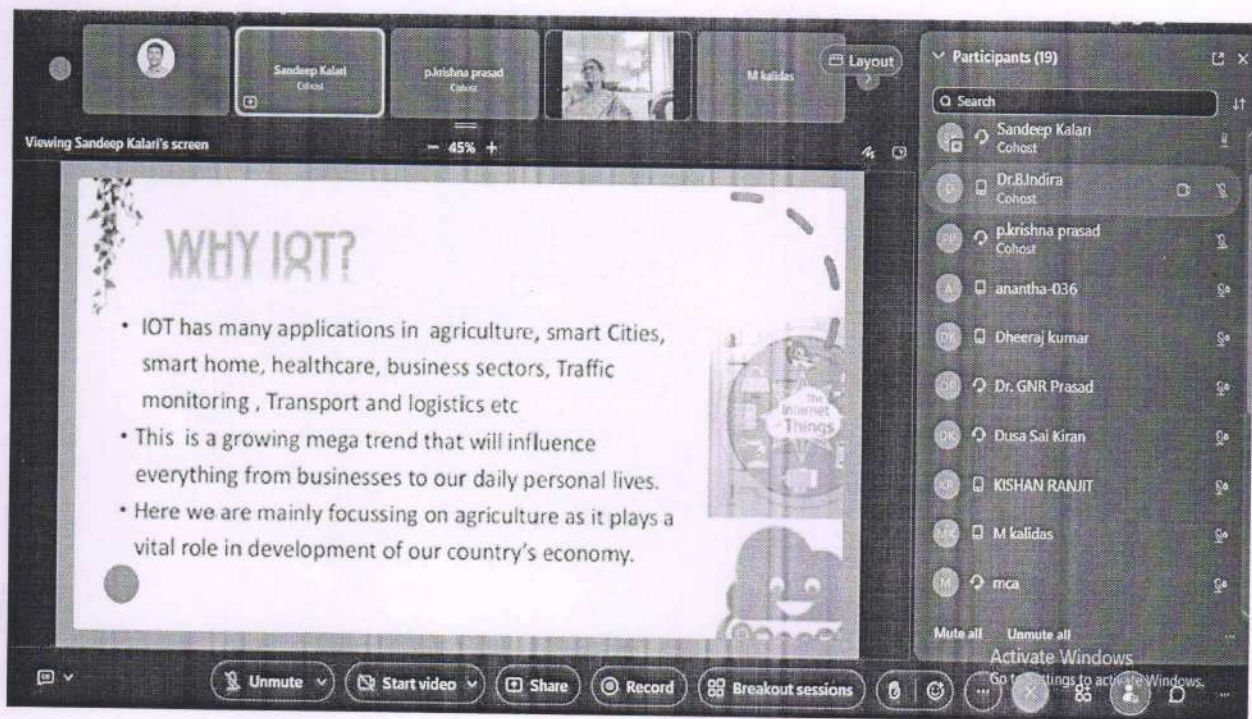 Sandeep Kalari
Cohost
p.krishna prasad
Cohost
M kalidas
Layout
Viewing Sandeep Kalari's screen
45%
WHY IOT?
• IOT has many applications in agriculture, smart Cities,
smart home, healthcare, business sectors, Traffic
monitoring , Transport and logistics etc
• This is a growing mega trend that will influence
everything from businesses to our daily personal lives.
• Here we are mainly focussing on agriculture as it plays a
vital role in development of our country's economy.
The
Internet
of Things
Participants (19)
Search
Sandeep Kalari
Cohost
D
Dr.B.Indira
Cohost
PP
p.krishna prasad
Cohost
A
anantha-036
DK
Dheeraj kumar
Dr. GNR Prasad
DK
Dusa Sai Kiran
KR
KISHAN RANJIT
MK
M kalidas
M
mca
Mute all
Unmute all
Activate Windows
Go to Settings to activate Windows.
Unmute
Start video
Share
Record
Breakout sessions